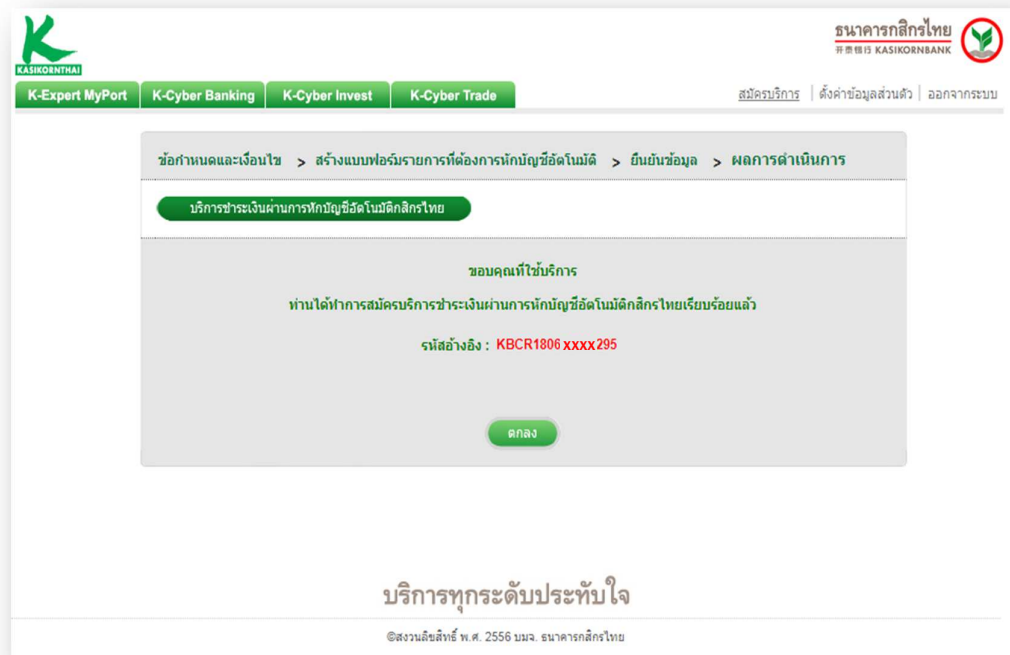 KASIKORNTHAI
ธนาคารกสิกรไทย
开泰银行 KASIKORNBANK
K-Expert MyPort K-Cyber Banking K-Cyber Invest K-Cyber Trade สมัครบริการ | ตั้งค่าข้อมูลส่วนตัว | ออกจากระบบ
ข้อกำหนดและเงื่อนไข > สร้างแบบฟอร์มรายการที่ต้องการหักบัญชีอัตโนมัติ > ยืนยันข้อมูล > ผลการดำเนินการ
บริการชำระเงินผ่านการหักบัญชีอัตโนมัติกสิกรไทย
ขอบคุณที่ใช้บริการ
ท่านได้ทำการสมัครบริการชำระเงินผ่านการหักบัญชีอัตโนมัติกสิกรไทยเรียบร้อยแล้ว
รหัสอ้างอิง : KBCR1806xxxx295
ตกลง
บริการทุกระดับประทับใจ
©สงวนลิขสิทธิ์ พ.ศ. 2556 บมจ. ธนาคารกสิกรไทย